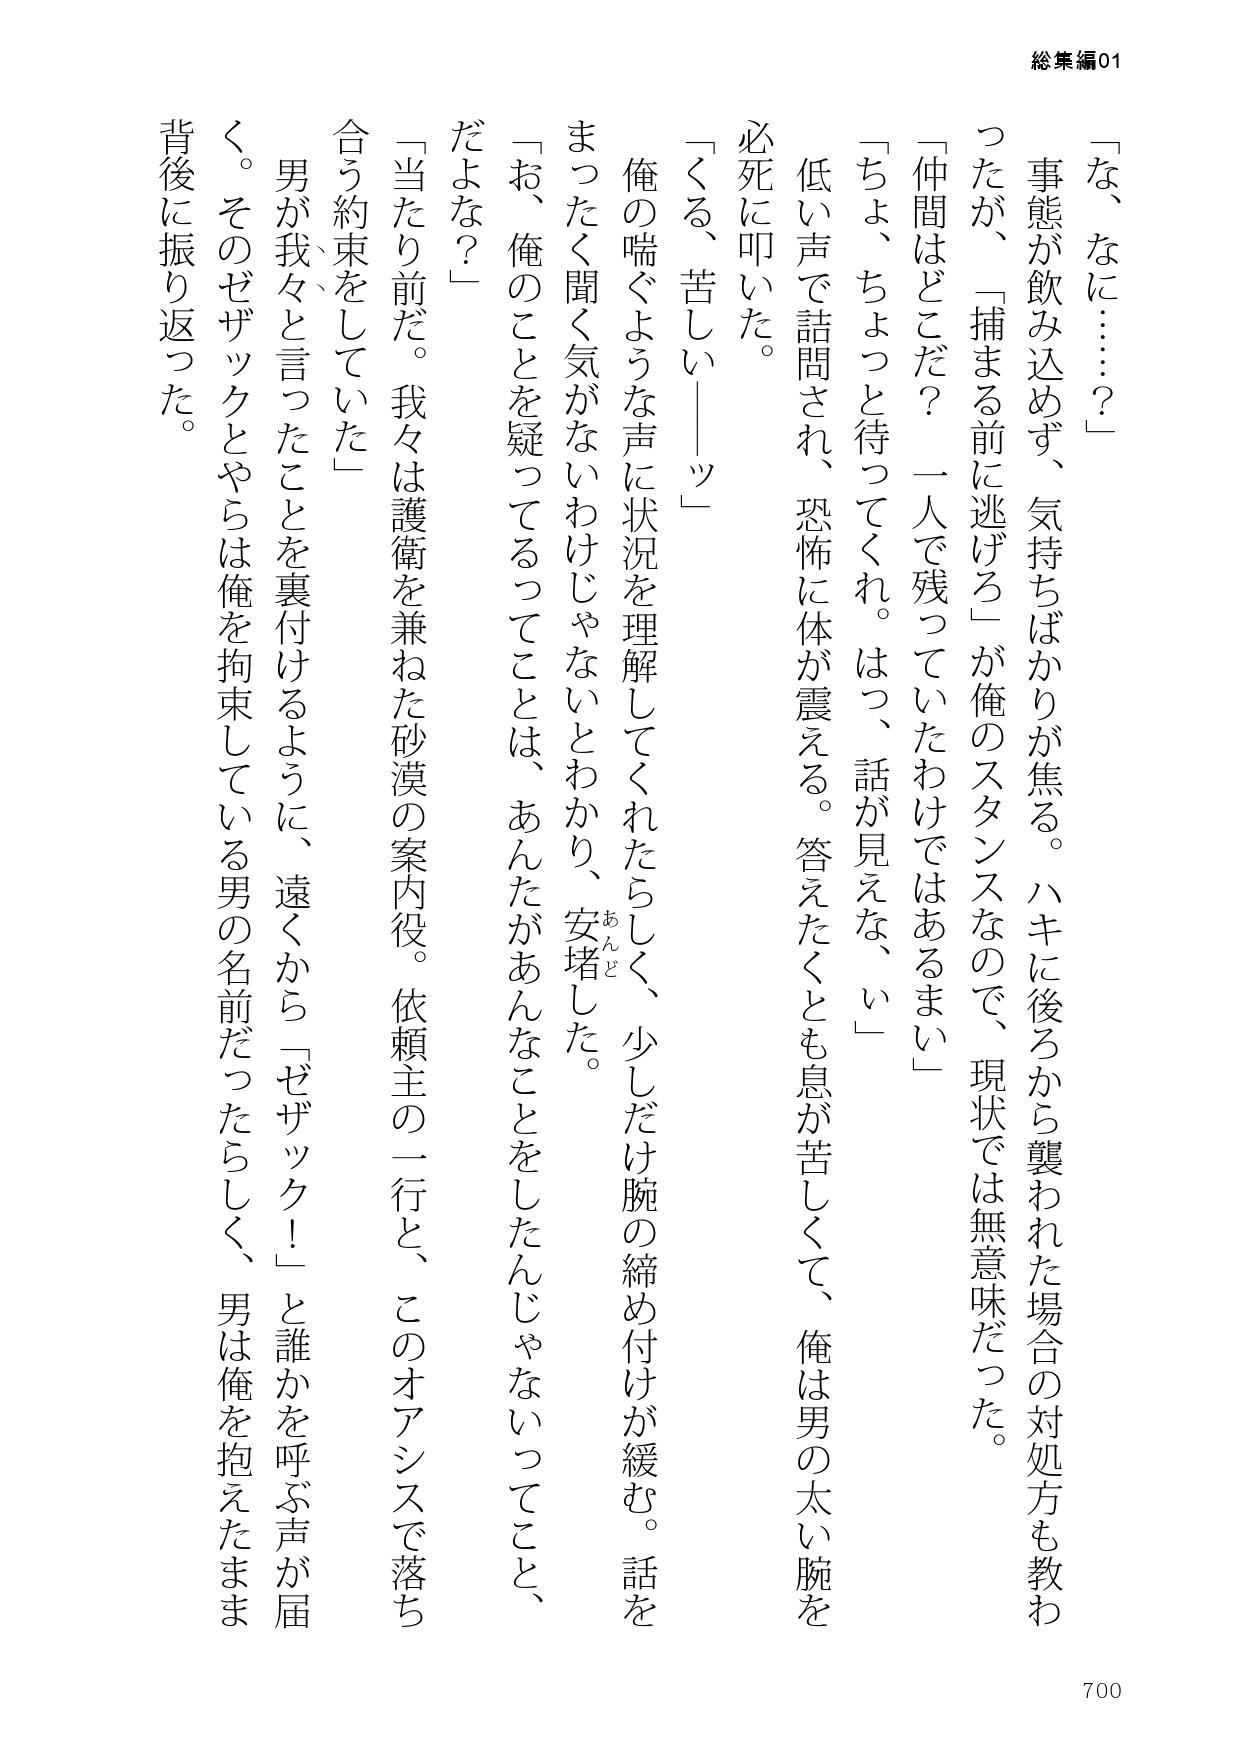 総集編01
「な、なに……？」
　事態が飲み込めず、気持ちばかりが焦る。ハキに後ろから襲われた場合の対処方も教わ
ったが、「捕まる前に逃げろ」が俺のスタンスなので、現状では無意味だった。
「仲間はどこだ？　一人で残っていたわけではあるまい」
「ちょ、ちょっと待ってくれ。はっ、話が見えな、い」
　低い声で詰問され、恐怖に体が震える。答えたくとも息が苦しくて、俺は男の太い腕を
必死に叩いた。
「くる、苦しい――ッ」
　俺の喘ぐような声に状況を理解してくれたらしく、少しだけ腕の締め付けが緩む。話を
まったく聞く気がないわけじゃないとわかり、安堵した。
あんど
「お、俺のことを疑ってるってことは、あんたがあんなことをしたんじゃないってこと、
だよな？」
「当たり前だ。我々は護衛を兼ねた砂漠の案内役。依頼主の一行と、このオアシスで落ち
合う約束をしていた」
　男が我々と言ったことを裏付けるように、遠くから「ゼザック！」と誰かを呼ぶ声が届
く。そのゼザックとやらは俺を拘束している男の名前だったらしく、男は俺を抱えたまま
背後に振り返った。
700